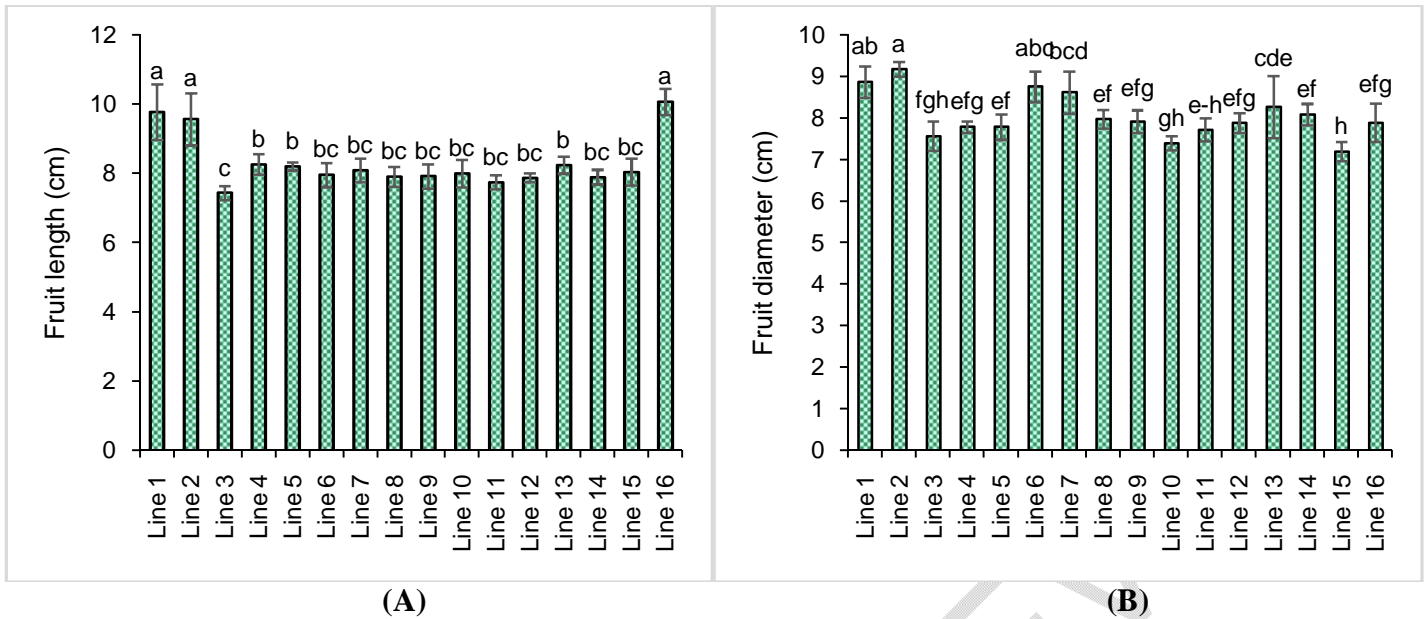 12
10
8
6
4
2
0
Fruit length (cm)
a
a
c
b
b
bc
bc
bc
bc
bc
bc
bc
b
bc
bc
a
Line 1
Line 2
Line 3
Line 4
Line 5
Line 6
Line 7
Line 8
Line 9
Line 10
Line 11
Line 12
Line 13
Line 14
Line 15
Line 16
(A)
10
9
8
7
6
5
4
3
2
1
0
Fruit diameter (cm)
ab
a
fgh
efg
ef
abc
bcd
ef
efg
gh
e-h
efg
cde
ef
h
efg
Line 1
Line 2
Line 3
Line 4
Line 5
Line 6
Line 7
Line 8
Line 9
Line 10
Line 11
Line 12
Line 13
Line 14
Line 15
Line 16
(B)